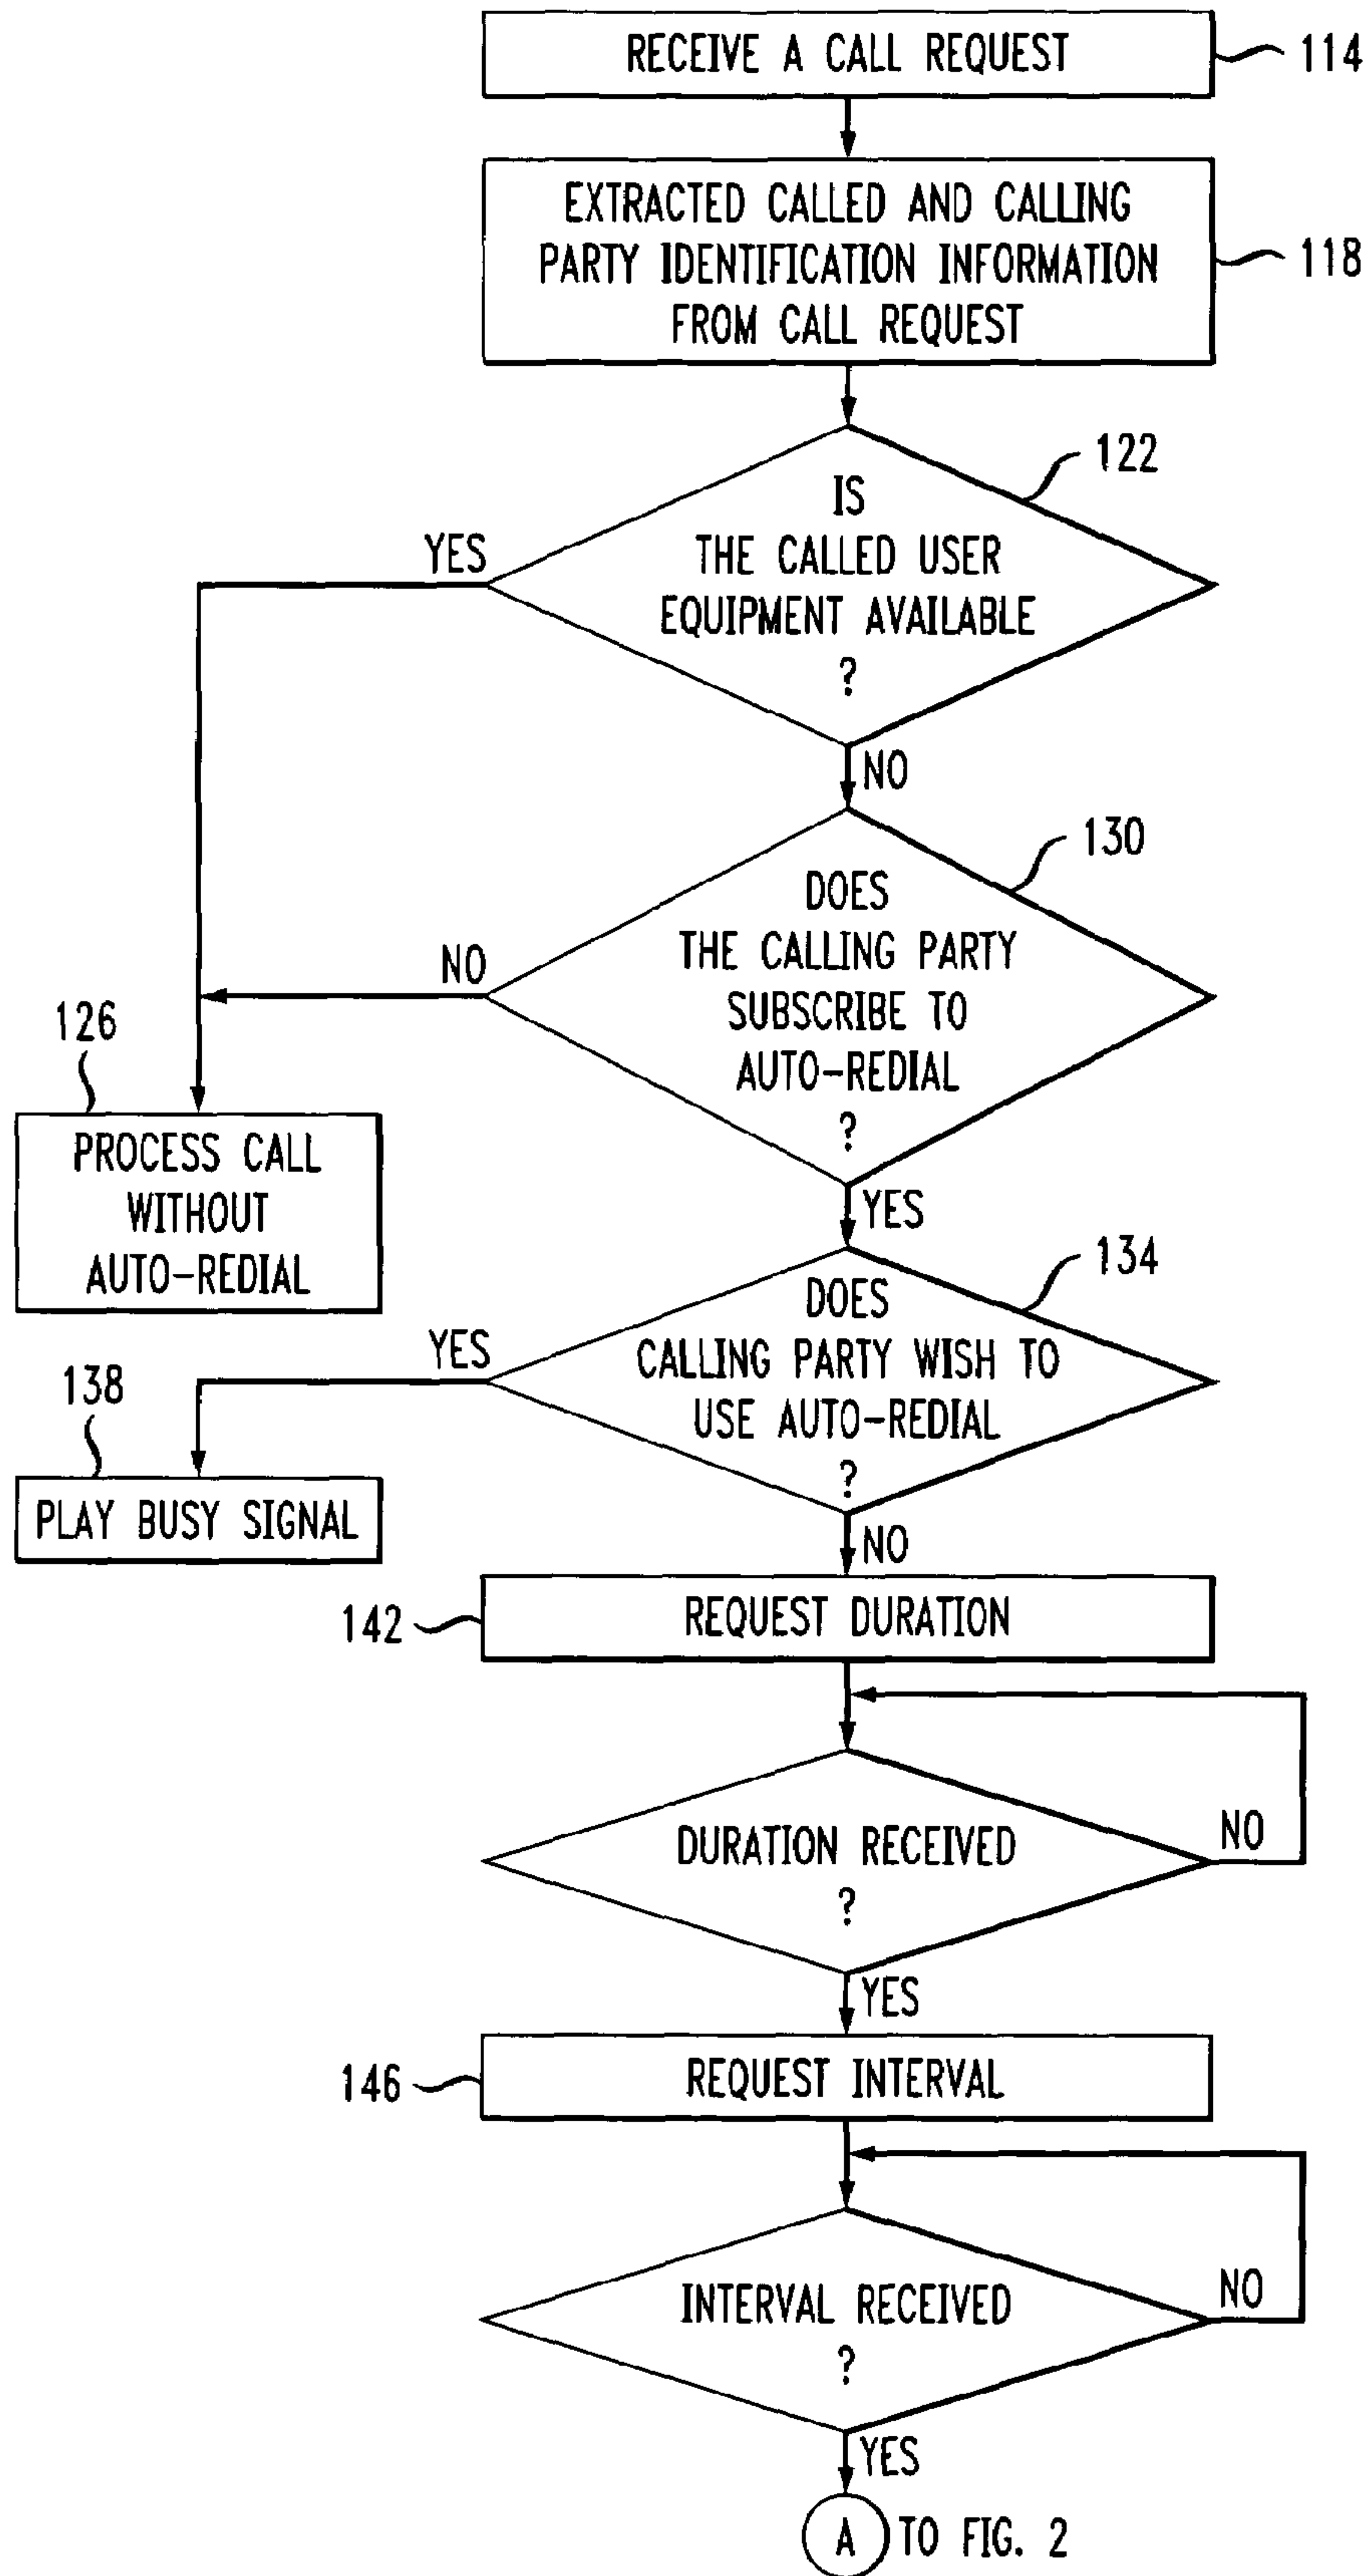 RECEIVE A CALL REQUEST
114
EXTRACTED CALLED AND CALLING
PARTY IDENTIFICATION INFORMATION
FROM CALL REQUEST
118
122
IS
THE CALLED USER
EQUIPMENT AVAILABLE
?
YES
NO
130
DOES
THE CALLING PARTY
SUBSCRIBE TO
AUTO-REDIAL
?
NO
YES
126
PROCESS CALL
WITHOUT
AUTO-REDIAL
134
DOES
CALLING PARTY WISH TO
USE AUTO-REDIAL
?
YES
NO
138
PLAY BUSY SIGNAL
142
REQUEST DURATION
DURATION RECEIVED
?
NO
YES
146
REQUEST INTERVAL
INTERVAL RECEIVED
?
NO
YES
A TO FIG. 2